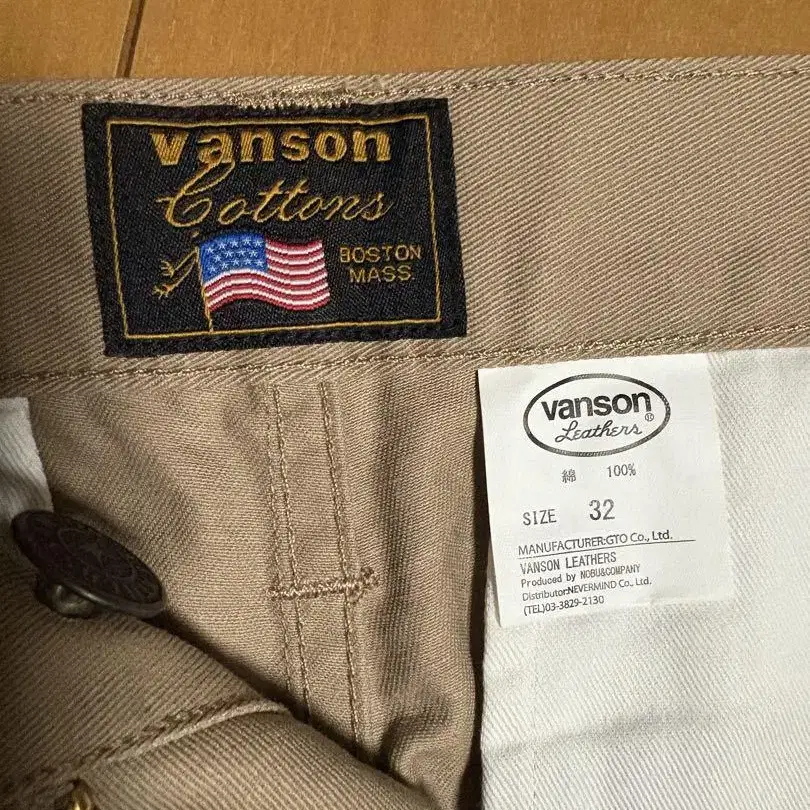 vanson
Cottons
BOSTON
MASS
vanson®
Leathers
綿 100%
SIZE 32
MANUFACTURER:GTO Co., Ltd.
VANSON LEATHERS
Produced by NOBU&COMPANY
Distributor:NEVERMIND Co., Ltd.
(TEL)03-3829-2130